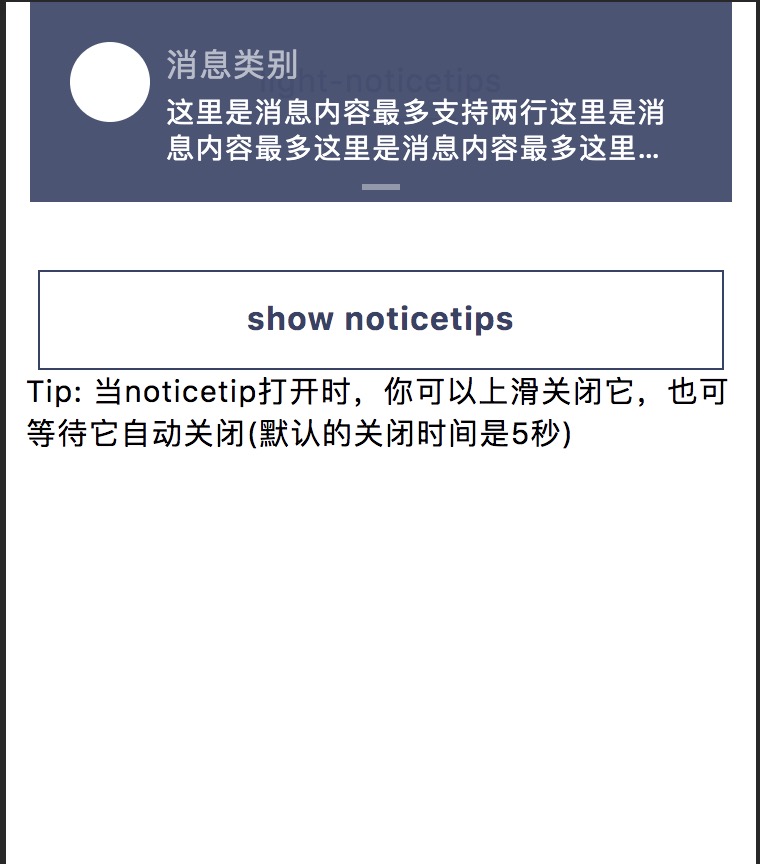 消息类别
light-noticetips
这里是消息内容最多支持两行这里是消
息内容最多这里是消息内容最多这里...
show noticetips
Tip: 当noticetip打开时，你可以上滑关闭它，也可
等待它自动关闭(默认的关闭时间是5秒)